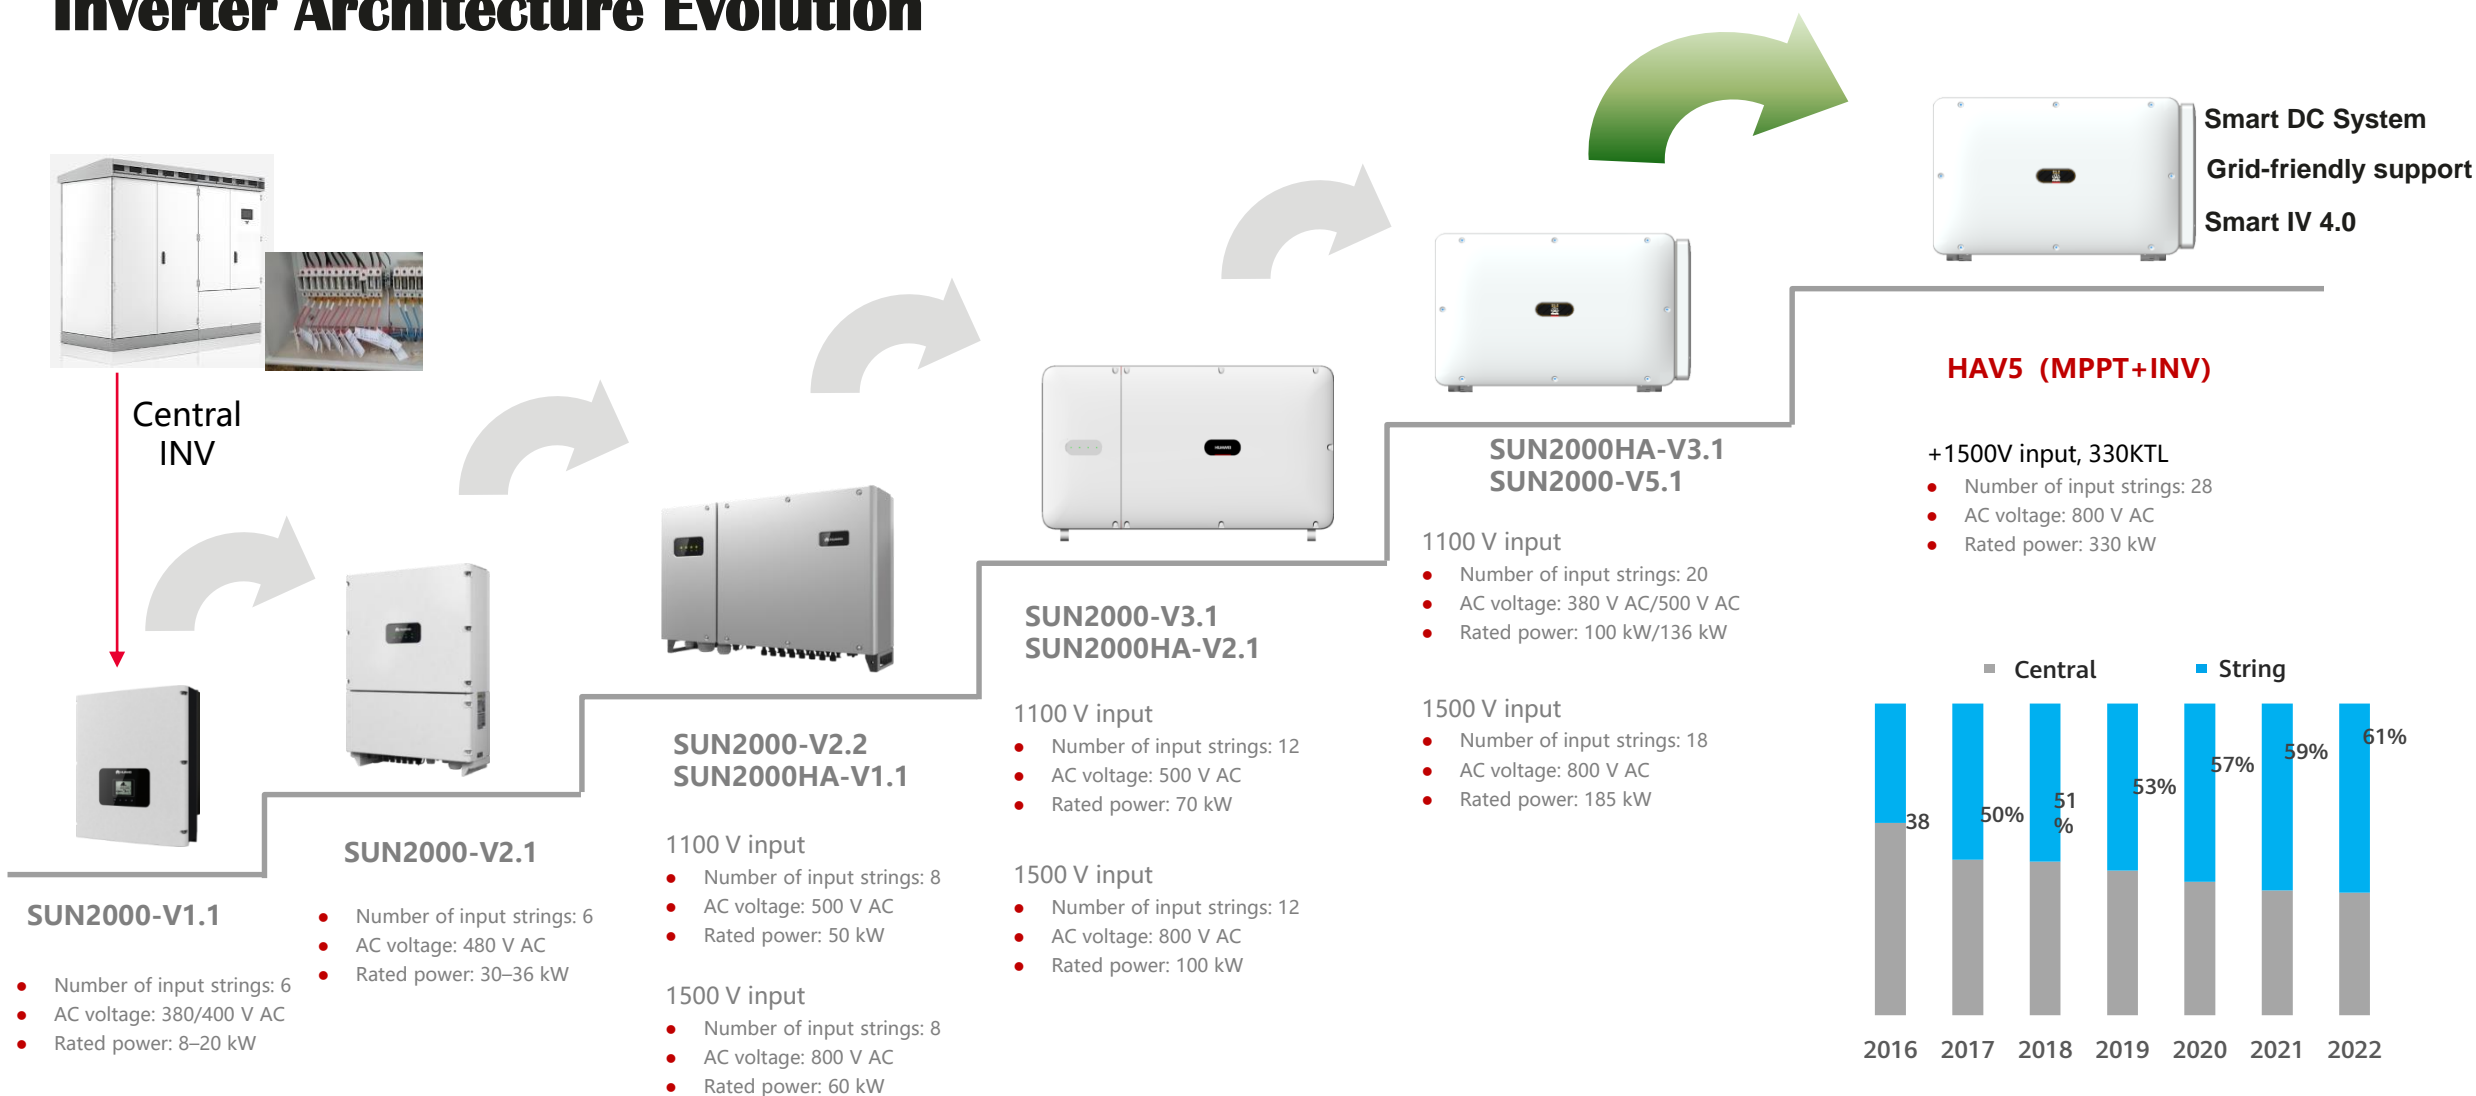 Inverter Architecture Evolution
Central
INV
SUN2000-V1.1
Number of input strings: 6
AC voltage: 380/400 V AC
Rated power: 8–20 kW
SUN2000-V2.1
Number of input strings: 6
AC voltage: 480 V AC
Rated power: 30–36 kW
SUN2000-V2.2
SUN2000HA-V1.1
1100 V input
Number of input strings: 8
AC voltage: 500 V AC
Rated power: 50 kW
1500 V input
Number of input strings: 8
AC voltage: 800 V AC
Rated power: 60 kW
SUN2000-V3.1
SUN2000HA-V2.1
1100 V input
Number of input strings: 12
AC voltage: 500 V AC
Rated power: 70 kW
1500 V input
Number of input strings: 12
AC voltage: 800 V AC
Rated power: 100 kW
SUN2000HA-V3.1
SUN2000-V5.1
1100 V input
Number of input strings: 20
AC voltage: 380 V AC/500 V AC
Rated power: 100 kW/136 kW
1500 V input
Number of input strings: 18
AC voltage: 800 V AC
Rated power: 185 kW
Smart DC System
Grid-friendly support
Smart IV 4.0
HAV5 (MPPT+INV)
+1500V input, 330KTL
Number of input strings: 28
AC voltage: 800 V AC
Rated power: 330 kW
Central String
38
50%
51
%
53%
57%
59%
61%
2016 2017 2018 2019 2020 2021 2022